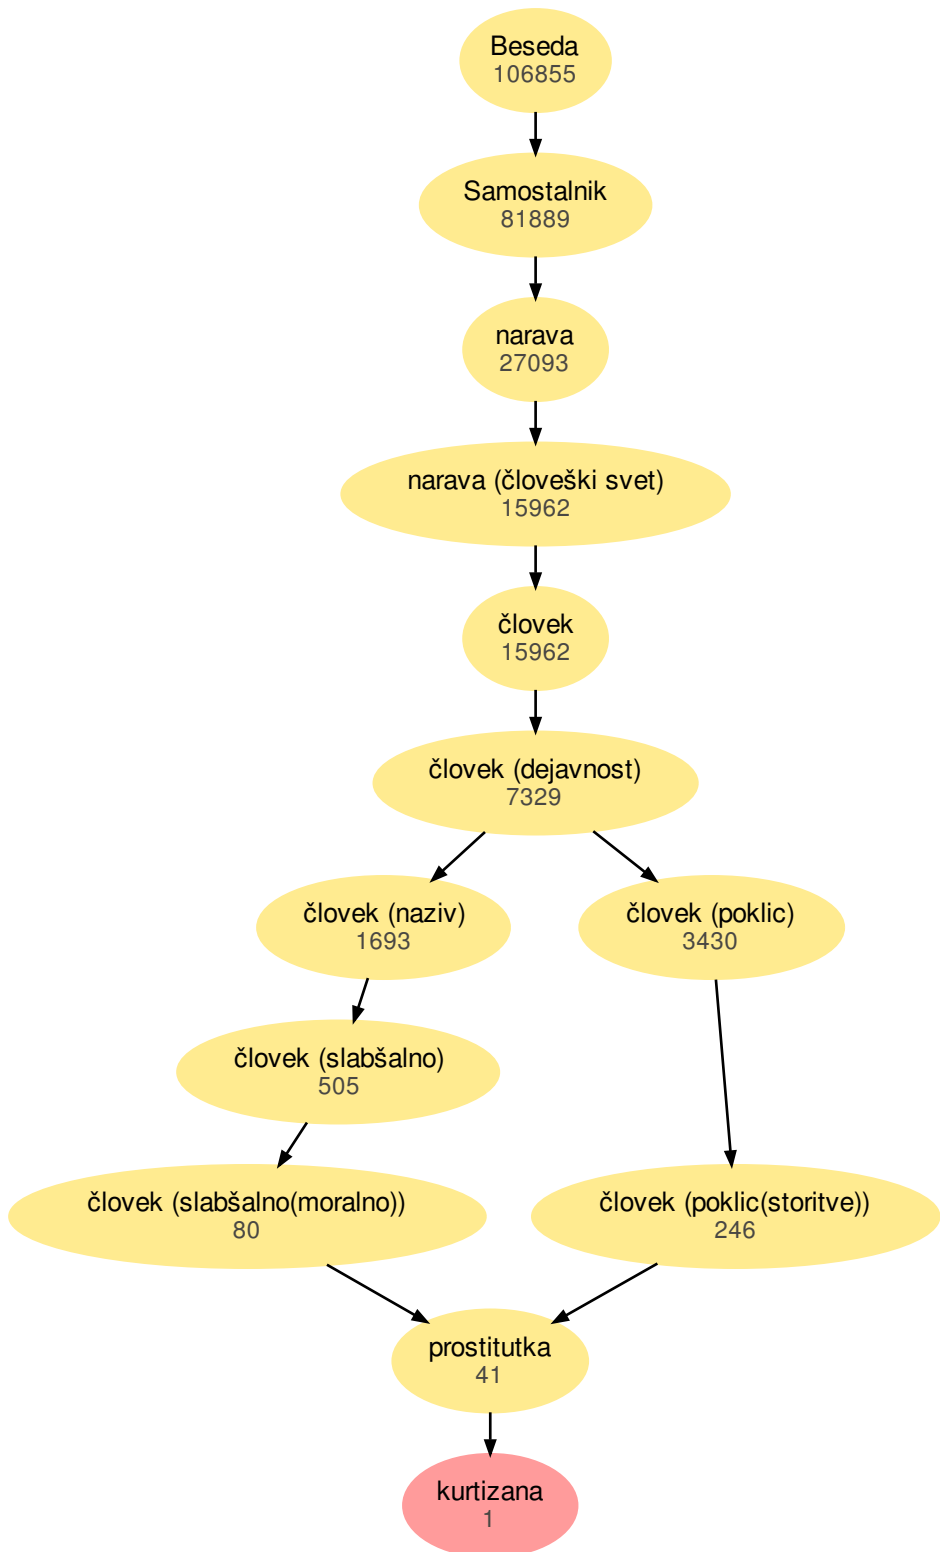 Beseda
106855
Samostalnik
81889
narava
27093
narava (človeški svet)
15962
človek
15962
človek (dejavnost)
7329
človek (naziv)
1693
človek (poklic)
3430
človek (slabšalno)
505
človek (slabšalno(moralno))
80
človek (poklic(storitve))
246
prostitutka
41
kurtizana
1